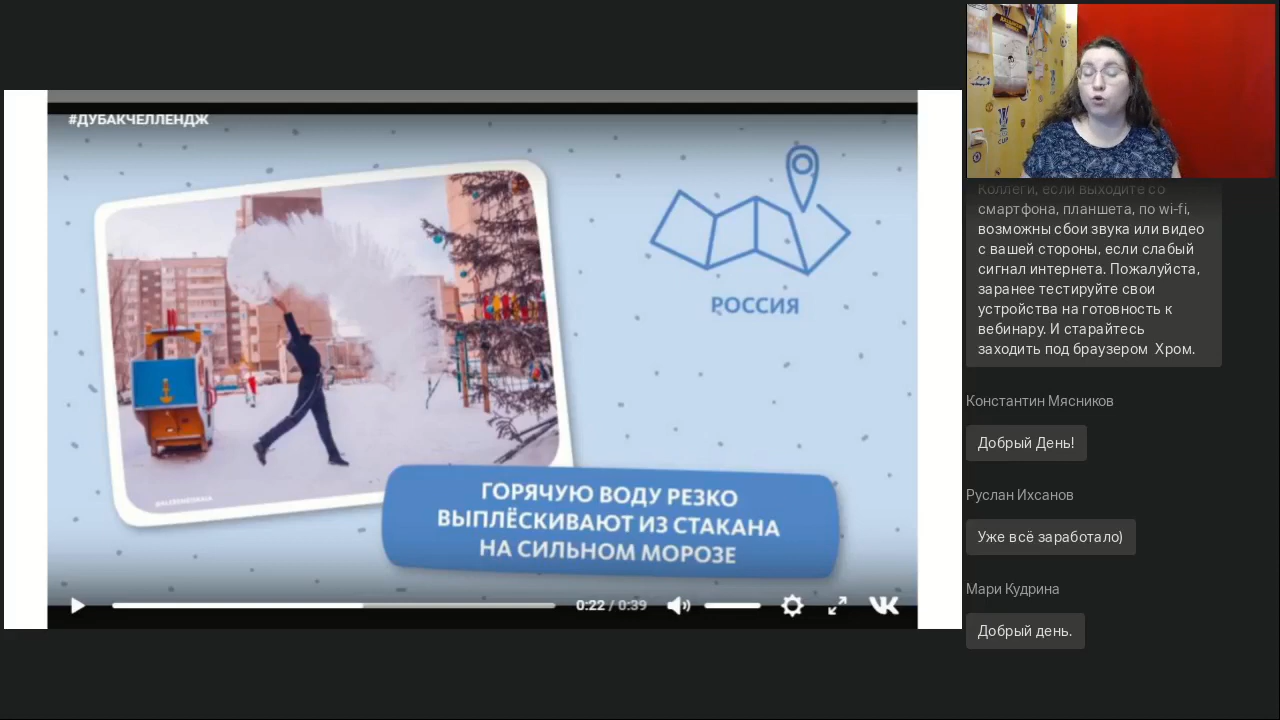 #ДУБАКЧЕЛЛЕНДЖ
РОССИЯ
ГОРЯЧУЮ ВОДУ РЕЗКО
ВЫПЛЁСКИВАЮТ ИЗ СТАКАНА
НА СИЛЬНОМ МОРОЗЕ
0:22 / 0:39
CUP
Коллеги, если выходите со
смартфона, планшета, по wi-fi,
возможны сбои звука или видео
с вашей стороны, если слабый
сигнал интернета. Пожалуйста,
заранее тестируйте свои
устройства на готовность к
вебинару. И старайтесь
заходить под браузером Хром.
Константин Мясников
Добрый День!
Руслан Ихсанов
Уже всё заработало)
Мари Кудрина
Добрый день.